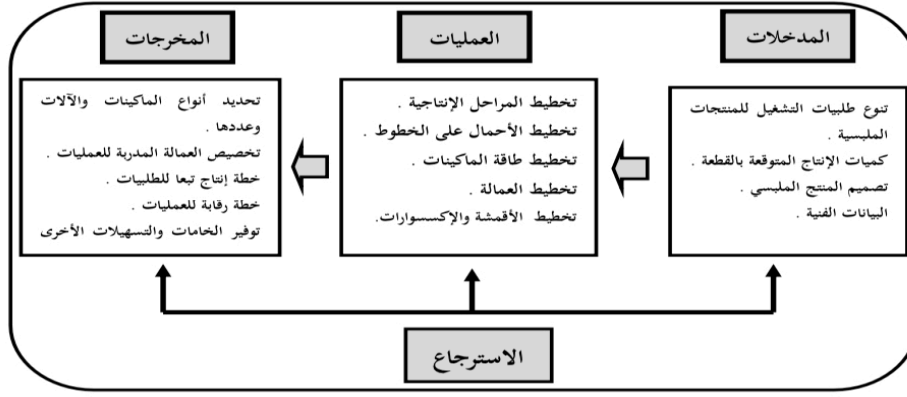 المدخلات
تنوع طلبيات التشغيل للمنتجات
الملبسية .
كميات الإنتاج المتوقعة بالقطعة .
تصميم المنتج الملبسي .
البيانات الفنية .
العمليات
تخطيط المراحل الإنتاجية .
تخطيط الأحمال على الخطوط .
تخطيط طاقة الماكينات .
تخطيط العمالة .
تخطيط الأقمشة والإكسسوارات.
المخرجات
تحديد أنواع الماكينات والآلات
وعددها .
تخصيص العمالة المدربة للعمليات .
خطة إنتاج تبعا للطلبيات .
خطة رقابة للعمليات .
توفير الخامات والتسهيلات الأخرى
الاسترجاع